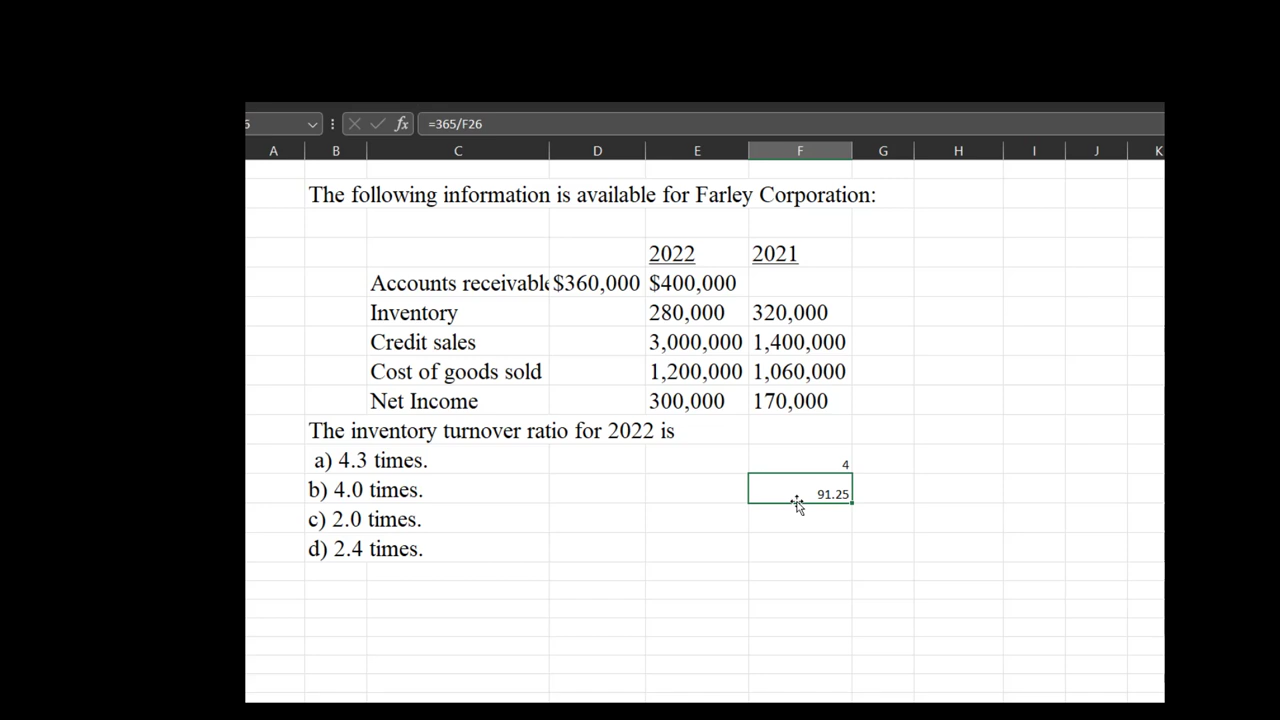 5 fx =365/F26
A B C D E F G H I J K
The following information is available for Farley Corporation:
2022 2021
Accounts receivable $360,000 $400,000
Inventory 280,000 320,000
Credit sales 3,000,000 1,400,000
Cost of goods sold 1,200,000 1,060,000
Net Income 300,000 170,000
The inventory turnover ratio for 2022 is
a) 4.3 times. 4
b) 4.0 times. 91.25
c) 2.0 times.
d) 2.4 times.